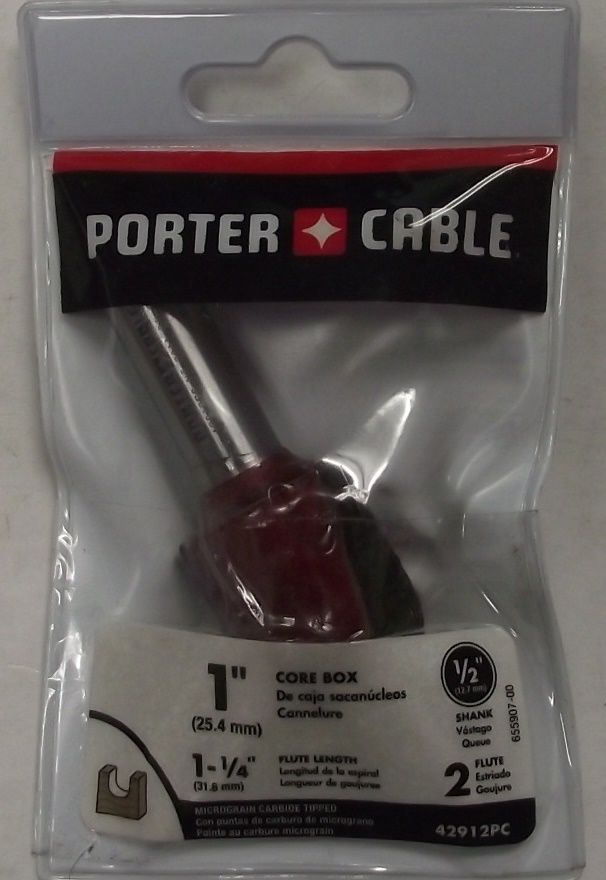 PORTER CABLE
1"
(25.4 mm)
CORE BOX
De caja sacanúcleos
Cannelure
1/2"
(12.7 mm)
SHANK
Vástago
Queue
655907-00
1-1/4"
(31.8 mm)
FLUTE LENGTH
Longitud de la espiral
Longueur de goujures
2
FLUTE
Estriado
Goujure
MICROGRAIN CARBIDE TIPPED
Con puntas de carburo de micrograno
Pointe au carbure micrograin
42912PC